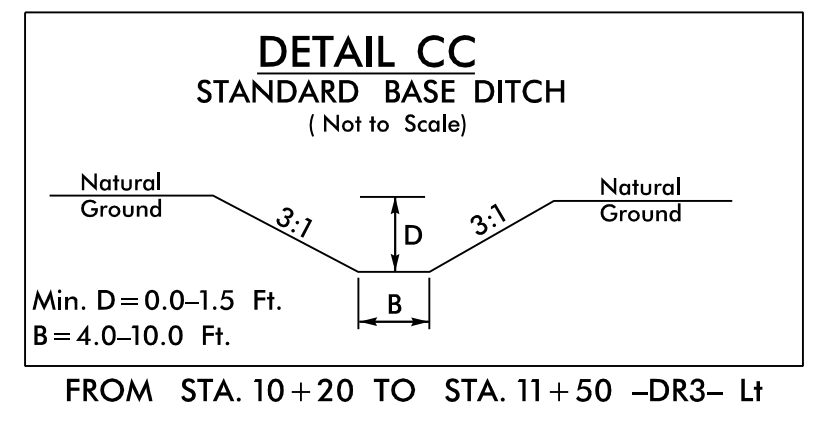 DETAIL CC
STANDARD BASE DITCH
( Not to Scale)
Natural
Ground
3:1
D
3:1
Natural
Ground
B
Min. D=0.0–1.5 Ft.
B=4.0–10.0 Ft.
FROM STA. 10+20 TO STA. 11+50 –DR3– Lt